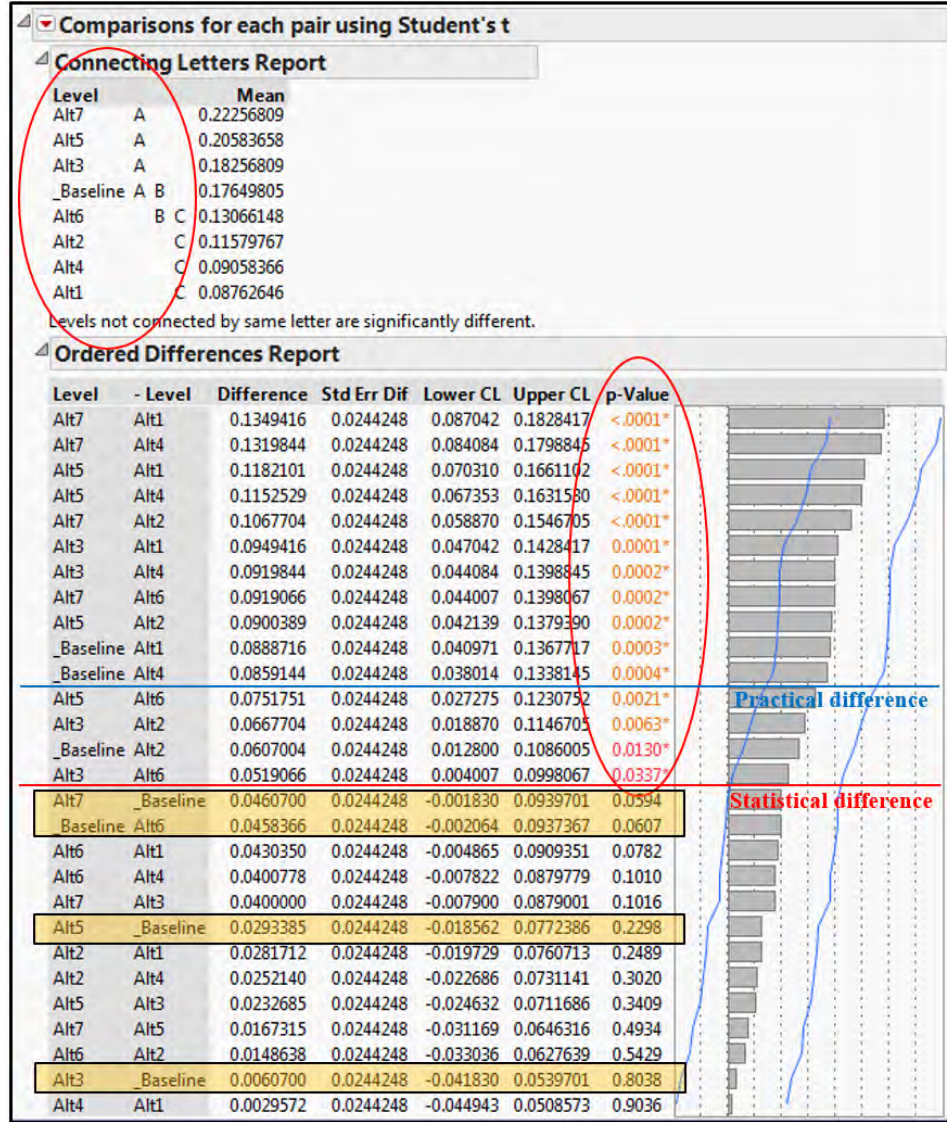 Comparisons for each pair using Student's t
Connecting Letters Report
Level Mean
Alt7 A 0.22256809
Alt5 A 0.20583658
Alt3 A 0.18256809
_Baseline A B 0.17649805
Alt6 B C 0.13066148
Alt2 C 0.11579767
Alt4 C 0.09058366
Alt1 C 0.08762646
Levels not connected by same letter are significantly different.
Ordered Differences Report
Level - Level Difference Std Err Dif Lower CL Upper CL p-Value
Alt7 Alt1 0.1349416 0.0244248 0.087042 0.1828417 <.0001*
Alt7 Alt4 0.1319844 0.0244248 0.084084 0.1798845 <.0001*
Alt5 Alt1 0.1182101 0.0244248 0.070310 0.1661102 <.0001*
Alt5 Alt4 0.1152529 0.0244248 0.067353 0.1631530 <.0001*
Alt7 Alt2 0.1067704 0.0244248 0.058870 0.1546705 <.0001*
Alt3 Alt1 0.0949416 0.0244248 0.047042 0.1428417 0.0001*
Alt3 Alt4 0.0919844 0.0244248 0.044084 0.1398845 0.0002*
Alt7 Alt6 0.0919066 0.0244248 0.044007 0.1398067 0.0002*
Alt5 Alt2 0.0900389 0.0244248 0.042139 0.1379390 0.0002*
_Baseline Alt1 0.0888716 0.0244248 0.040971 0.1367717 0.0003*
_Baseline Alt4 0.0859144 0.0244248 0.038014 0.1338145 0.0004*
Alt5 Alt6 0.0751751 0.0244248 0.027275 0.1230752 0.0021* Practical difference
Alt3 Alt2 0.0667704 0.0244248 0.018870 0.1146705 0.0063*
_Baseline Alt2 0.0607004 0.0244248 0.012800 0.1086005 0.0130*
Alt3 Alt6 0.0519066 0.0244248 0.004007 0.0998067 0.0337*
Alt7 _Baseline 0.0460700 0.0244248 -0.001830 0.0939701 0.0594 Statistical difference
_Baseline Alt6 0.0458366 0.0244248 -0.002064 0.0937367 0.0607
Alt6 Alt1 0.0430350 0.0244248 -0.004865 0.0909351 0.0782
Alt6 Alt4 0.0400778 0.0244248 -0.007822 0.0879779 0.1010
Alt7 Alt3 0.0400000 0.0244248 -0.007900 0.0879001 0.1016
Alt5 _Baseline 0.0293385 0.0244248 -0.018562 0.0772386 0.2298
Alt2 Alt1 0.0281712 0.0244248 -0.019729 0.0760713 0.2489
Alt2 Alt4 0.0252140 0.0244248 -0.022686 0.0731141 0.3020
Alt5 Alt3 0.0232685 0.0244248 -0.024632 0.0711686 0.3409
Alt7 Alt5 0.0167315 0.0244248 -0.031169 0.0646316 0.4934
Alt6 Alt2 0.0148638 0.0244248 -0.033036 0.0627639 0.5429
Alt3 _Baseline 0.0060700 0.0244248 -0.041830 0.0539701 0.8038
Alt4 Alt1 0.0029572 0.0244248 -0.044943 0.0508573 0.9036